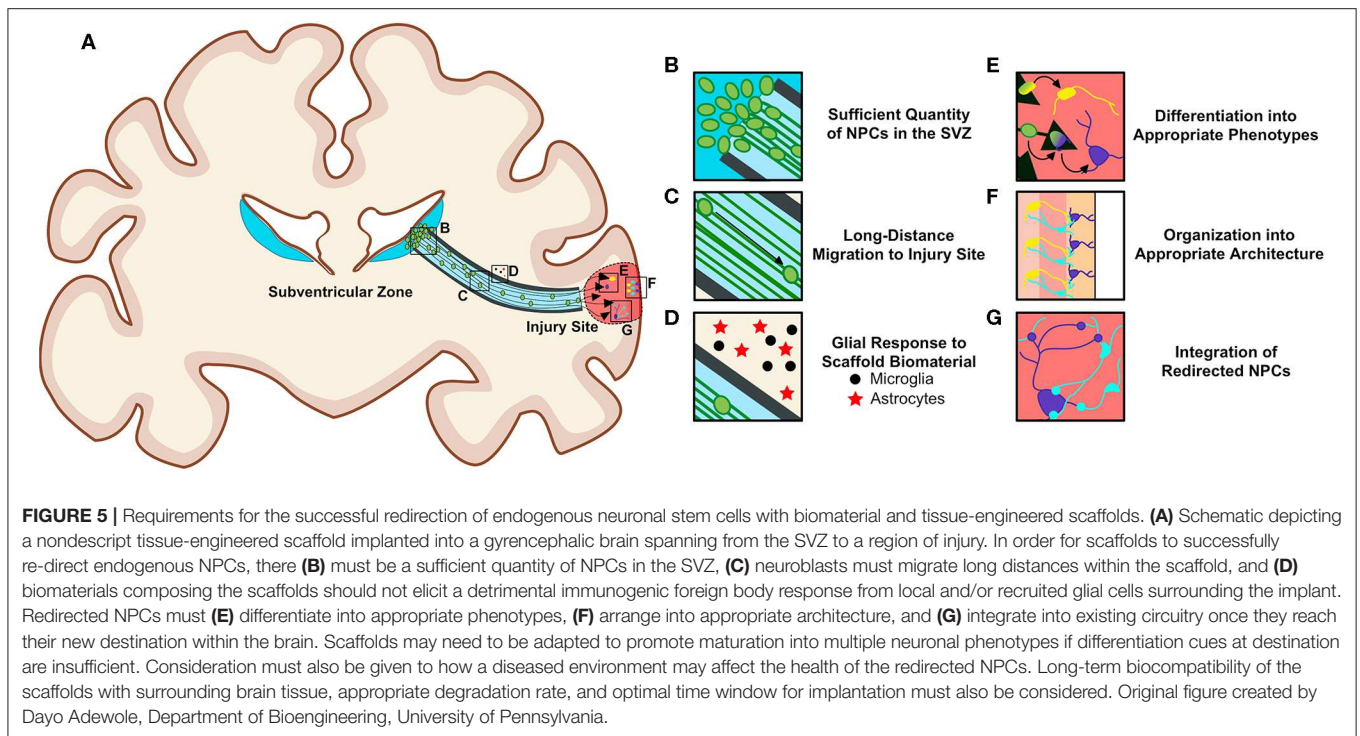 A
Subventricular Zone
Injury Site
B
C
D
E
F
G
B
Sufficient Quantity
of NPCs in the SVZ
C
Long-Distance
Migration to Injury Site
D
Glial Response to
Scaffold Biomaterial
Microglia
Astrocytes
E
Differentiation into
Appropriate Phenotypes
F
Organization into
Appropriate Architecture
G
Integration of
Redirected NPCs
FIGURE 5 | Requirements for the successful redirection of endogenous neuronal stem cells with biomaterial and tissue-engineered scaffolds. (A) Schematic depicting
a nondescript tissue-engineered scaffold implanted into a gyrencephalic brain spanning from the SVZ to a region of injury. In order for scaffolds to successfully
re-direct endogenous NPCs, there (B) must be a sufficient quantity of NPCs in the SVZ, (C) neuroblasts must migrate long distances within the scaffold, and (D)
biomaterials composing the scaffolds should not elicit a detrimental immunogenic foreign body response from local and/or recruited glial cells surrounding the implant.
Redirected NPCs must (E) differentiate into appropriate phenotypes, (F) arrange into appropriate architecture, and (G) integrate into existing circuitry once they reach
their new destination within the brain. Scaffolds may need to be adapted to promote maturation into multiple neuronal phenotypes if differentiation cues at destination
are insufficient. Consideration must also be given to how a diseased environment may affect the health of the redirected NPCs. Long-term biocompatibility of the
scaffolds with surrounding brain tissue, appropriate degradation rate, and optimal time window for implantation must also be considered. Original figure created by
Dayo Adewole, Department of Bioengineering, University of Pennsylvania.